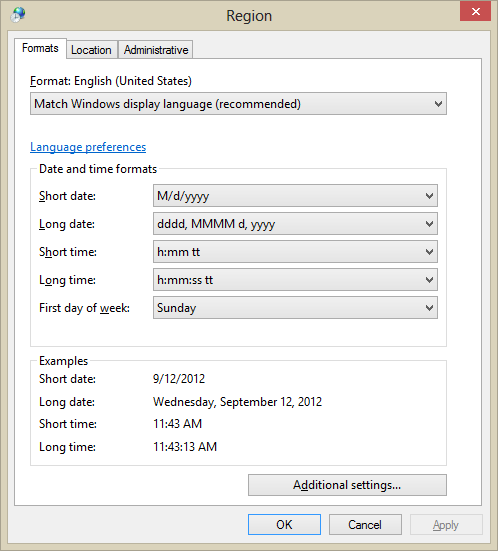 Region
Formats Location Administrative
Format: English (United States)
Match Windows display language (recommended)
Language preferences
Date and time formats
Short date: M/d/yyyy
Long date: dddd, MMMM d, yyyy
Short time: h:mm tt
Long time: h:mm:ss tt
First day of week: Sunday
Examples
Short date: 9/12/2012
Long date: Wednesday, September 12, 2012
Short time: 11:43 AM
Long time: 11:43:13 AM
Additional settings...
OK Cancel Apply